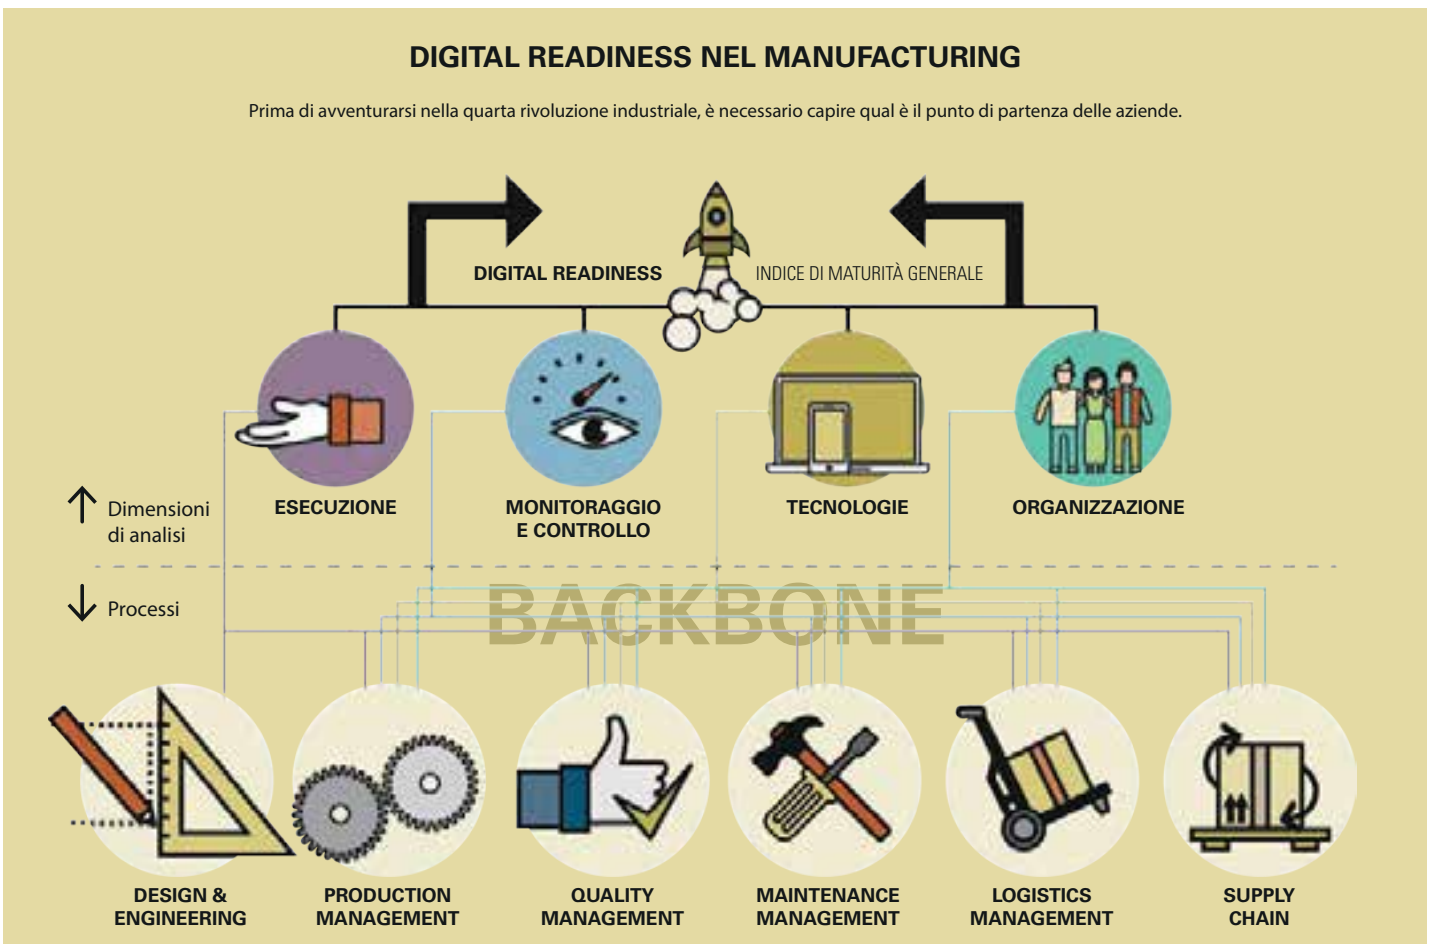 DIGITAL READINESS NEL MANUFACTURING
Prima di avventurarsi nella quarta rivoluzione industriale, è necessario capire qual è il punto di partenza delle aziende.
DIGITAL READINESS
INDICE DI MATURITÀ GENERALE
ESECUZIONE
MONITORAGGIO
E CONTROLLO
TECNOLOGIE
ORGANIZZAZIONE
Dimensioni
di analisi
Processi
BACKBONE
DESIGN &
ENGINEERING
PRODUCTION
MANAGEMENT
QUALITY
MANAGEMENT
MAINTENANCE
MANAGEMENT
LOGISTICS
MANAGEMENT
SUPPLY
CHAIN